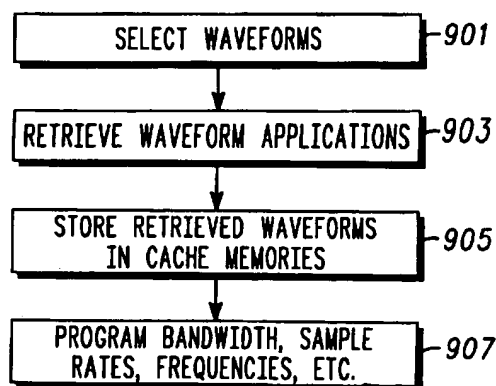 SELECT WAVEFORMS 901
RETRIEVE WAVEFORM APPLICATIONS 903
STORE RETRIEVED WAVEFORMS
IN CACHE MEMORIES 905
PROGRAM BANDWIDTH, SAMPLE
RATES, FREQUENCIES, ETC. 907